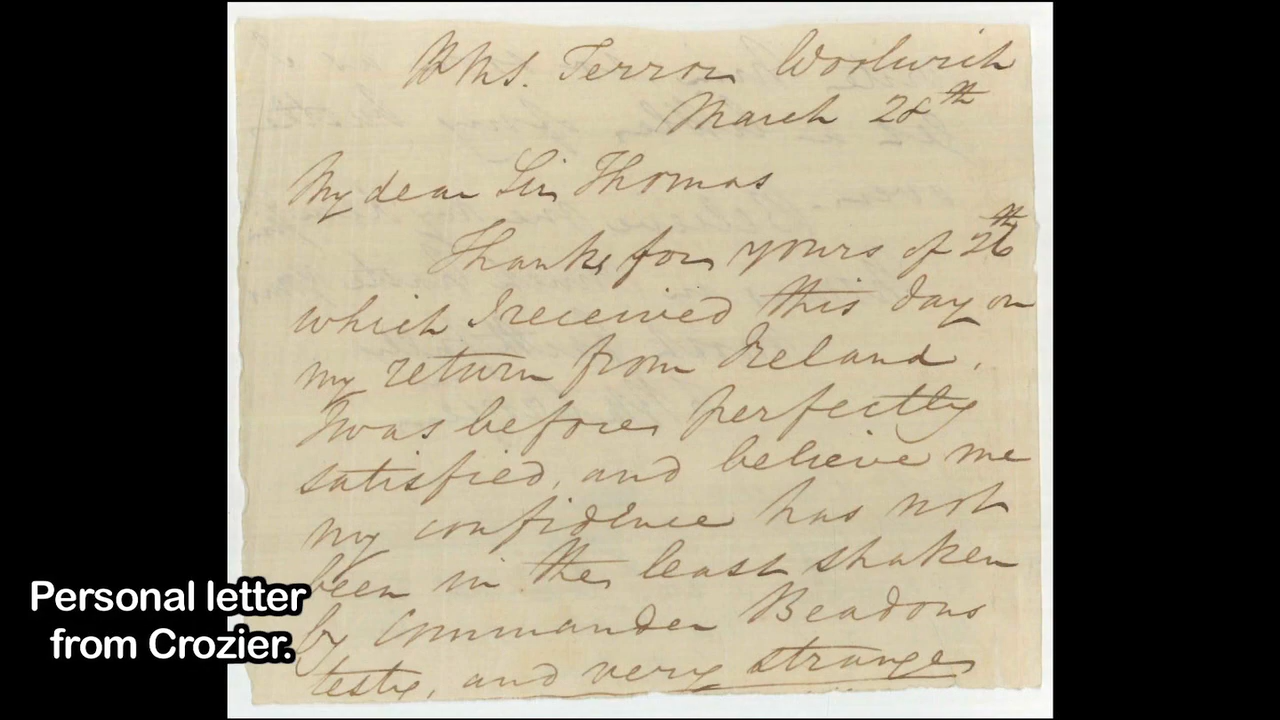 HMS. Terror Woolwich
March 28th
My dear Sir Thomas
Thanks for yours of 26th
which I received this day on
my return from Ireland.
I was before perfectly
satisfied, and believe me
my confidence has not
been in the least shaken
by Commander Beadons
testy, and very strange
Personal letter
from Crozier.